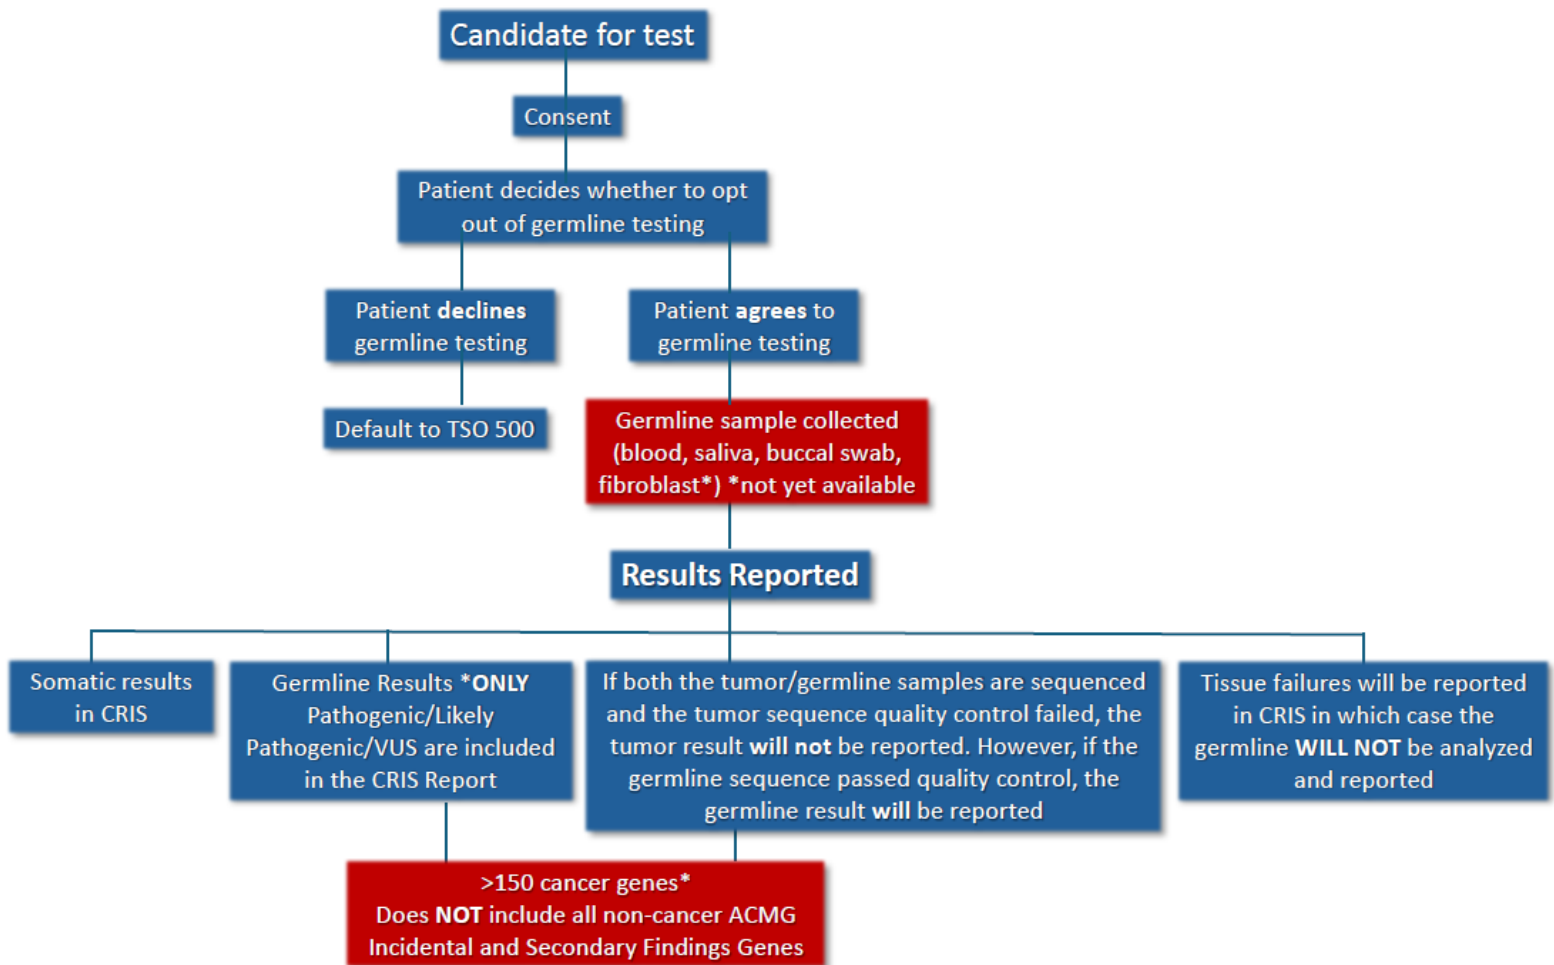 Candidate for test
Consent
Patient decides whether to opt
out of germline testing
Patient declines
germline testing
Patient agrees to
germline testing
Default to TSO 500
Germline sample collected
(blood, saliva, buccal swab,
fibroblast*) *not yet available
Results Reported
Somatic results
in CRIS
Germline Results *ONLY
Pathogenic/Likely
Pathogenic/VUS are included
in the CRIS Report
If both the tumor/germline samples are sequenced
and the tumor sequence quality control failed, the
tumor result will not be reported. However, if the
germline sequence passed quality control, the
germline result will be reported
Tissue failures will be reported
in CRIS in which case the
germline WILL NOT be analyzed
and reported
>150 cancer genes*
Does NOT include all non-cancer ACMG
Incidental and Secondary Findings Genes